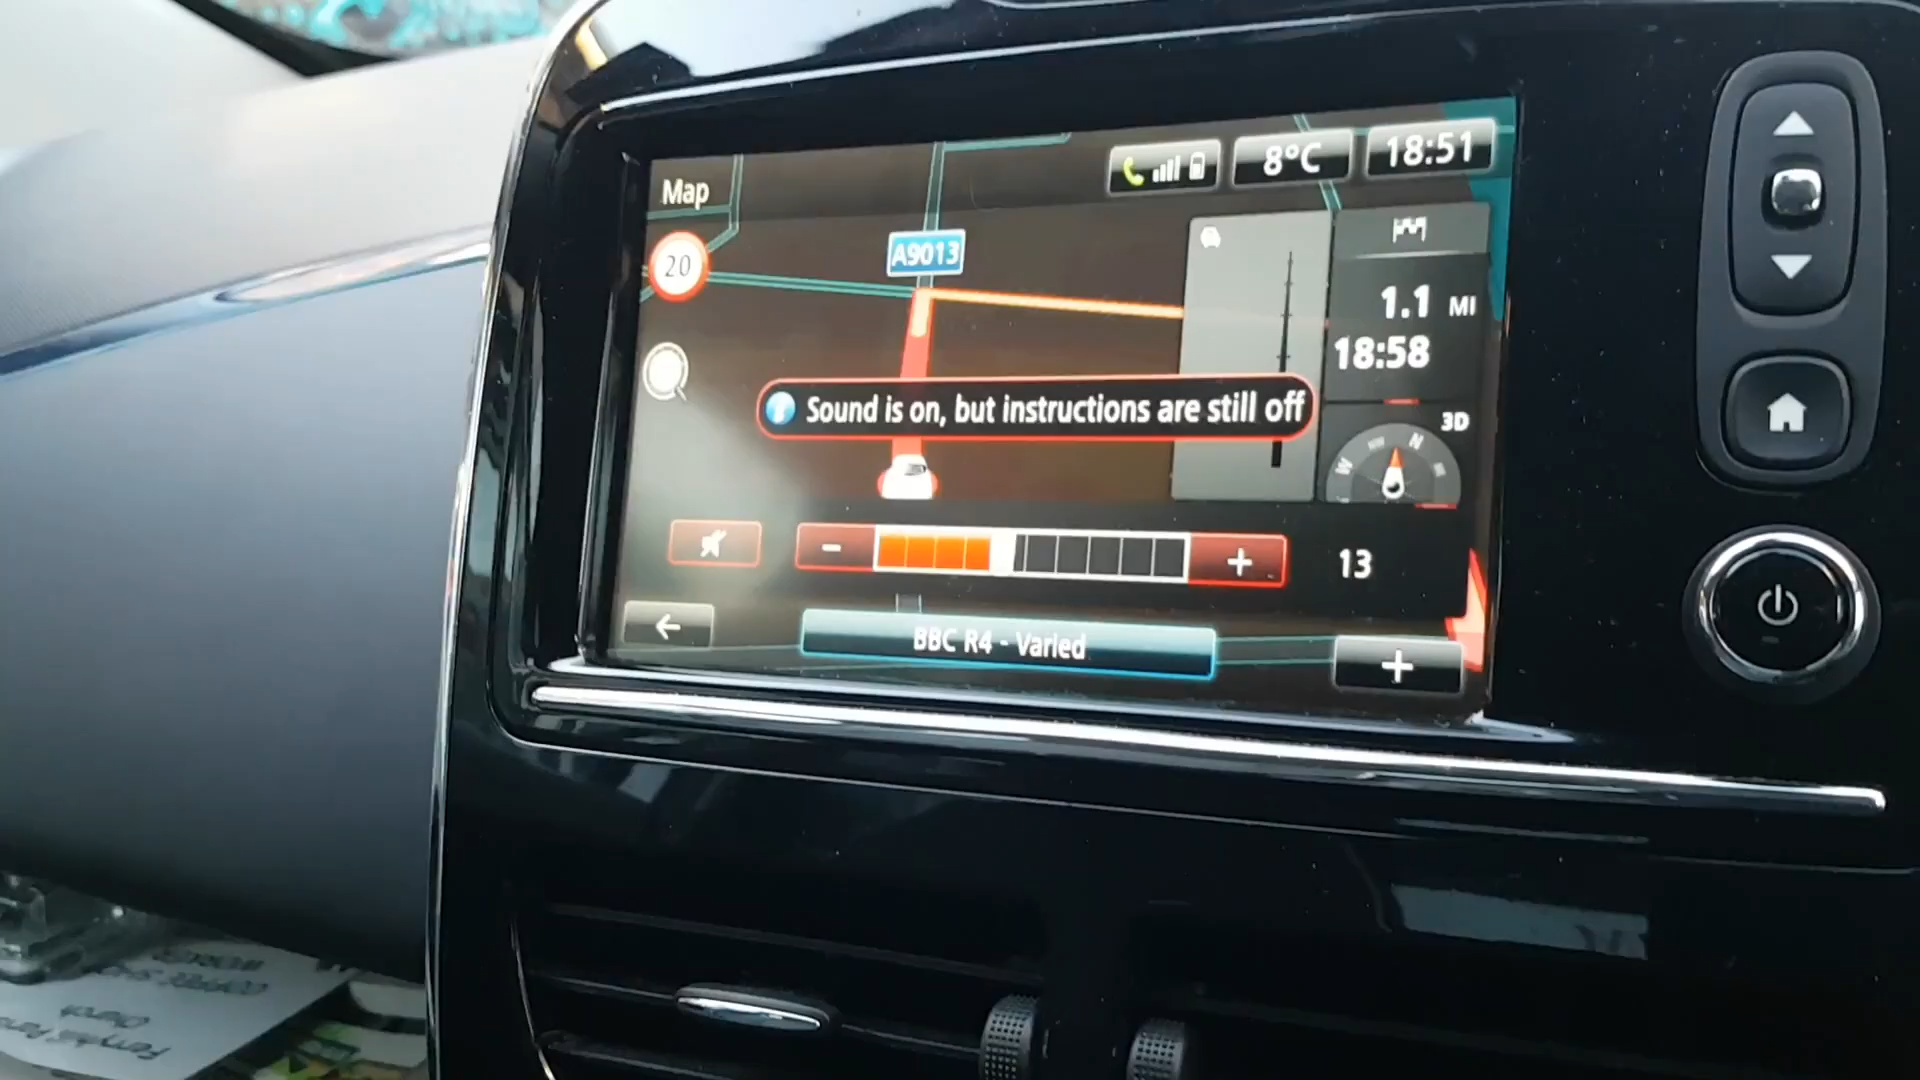 Map
8°C
18:51
A9013
20
1.1 MI
18:58
Sound is on, but instructions are still off
3D
N
W
13
BBC R4 - Varied
Church